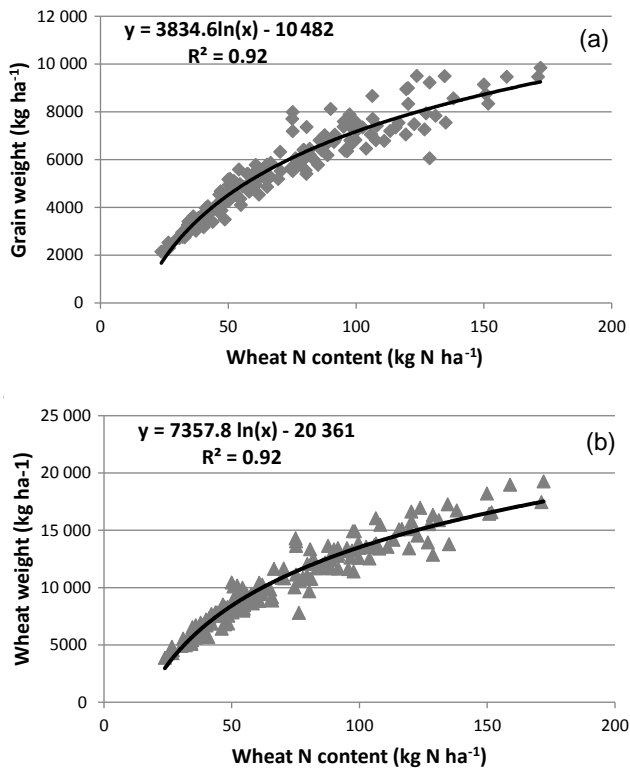 y = 3834.6ln(x) - 10 482
R² = 0.92
(a)
12 000
10 000
8000
6000
4000
2000
0
Grain weight (kg ha⁻¹)
0 50 100 150 200
Wheat N content (kg N ha⁻¹)
y = 7357.8 ln(x) - 20 361
R² = 0.92
(b)
25 000
20 000
15 000
10 000
5000
0
Wheat weight (kg ha-1)
0 50 100 150 200
Wheat N content (kg N ha⁻¹)